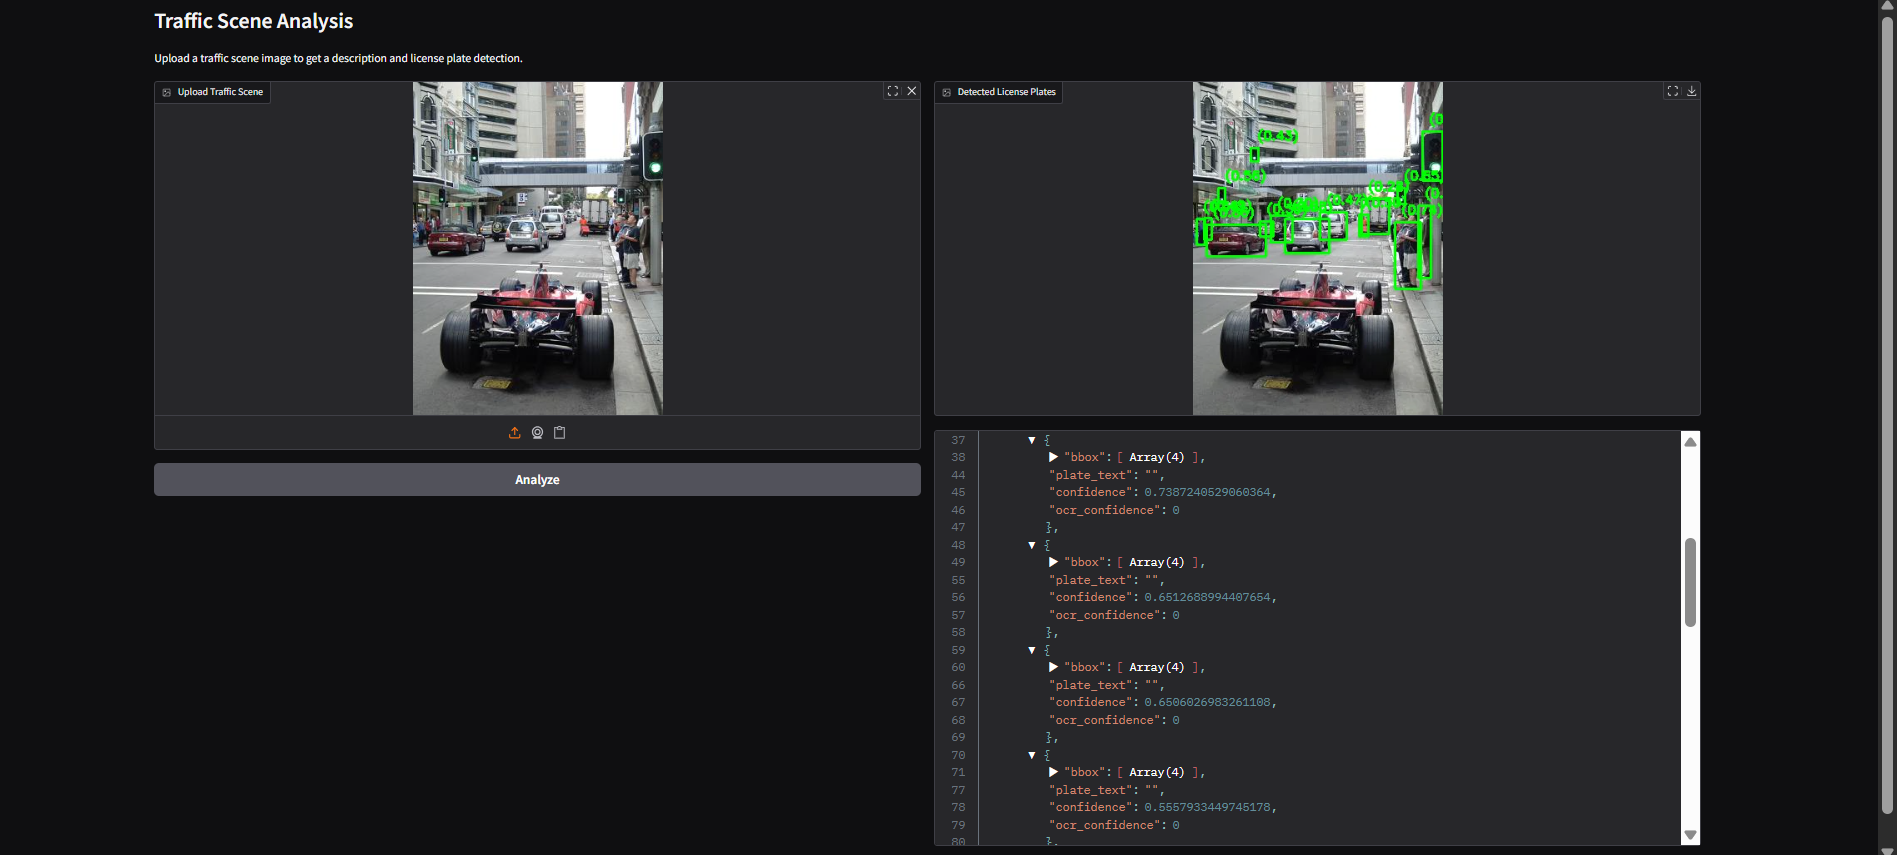 Traffic Scene Analysis
Upload a traffic scene image to get a description and license plate detection.
Upload Traffic Scene
Analyze
Detected License Plates
(0.43)
37 {
38 "bbox": [ Array(4) ],
44 "plate_text": "",
45 "confidence": 0.7387240529060364,
46 "ocr_confidence": 0
47 },
48 {
49 "bbox": [ Array(4) ],
55 "plate_text": "",
56 "confidence": 0.6512688994407654,
57 "ocr_confidence": 0
58 },
59 {
60 "bbox": [ Array(4) ],
66 "plate_text": "",
67 "confidence": 0.6506026983261108,
68 "ocr_confidence": 0
69 },
70 {
71 "bbox": [ Array(4) ],
77 "plate_text": "",
78 "confidence": 0.5557933449745178,
79 "ocr_confidence": 0
80 },